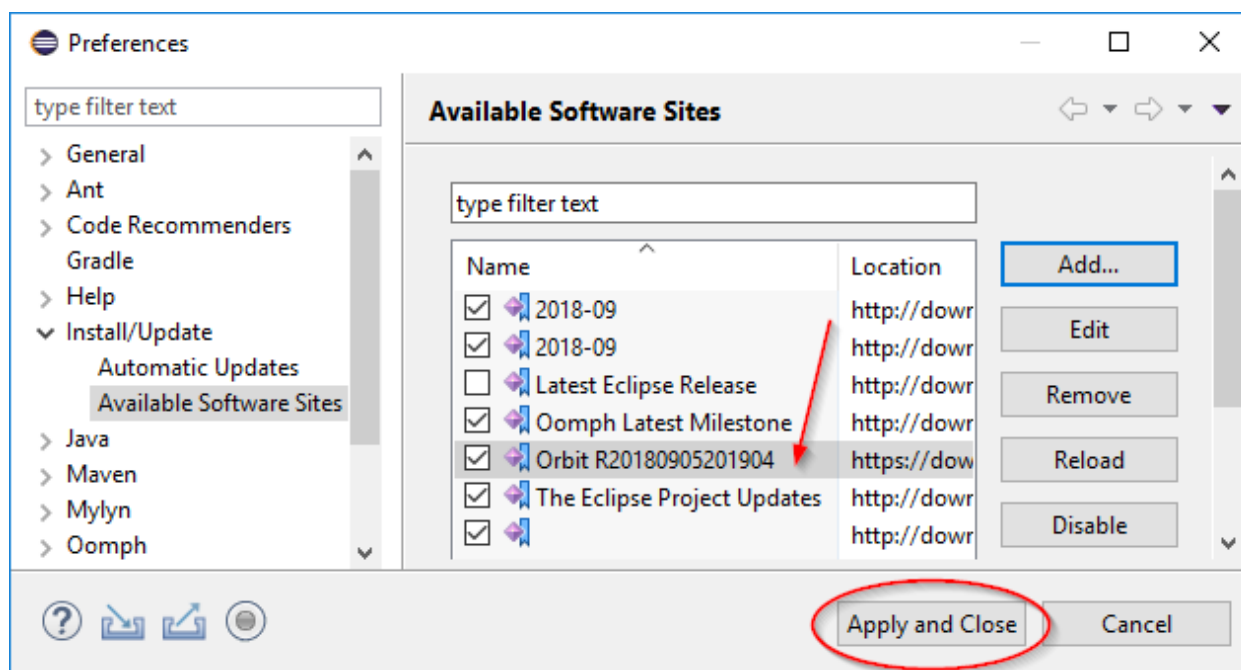 Preferences
type filter text
General
Ant
Code Recommenders
Gradle
Help
Install/Update
Automatic Updates
Available Software Sites
Java
Maven
Mylyn
Oomph
Available Software Sites
type filter text
Name Location
2018-09 http://dowr
2018-09 http://dowr
Latest Eclipse Release http://dowr
Oomph Latest Milestone http://dowr
Orbit R20180905201904 https://dow
The Eclipse Project Updates http://dowr
http://dowr
Add...
Edit
Remove
Reload
Disable
? Apply and Close Cancel